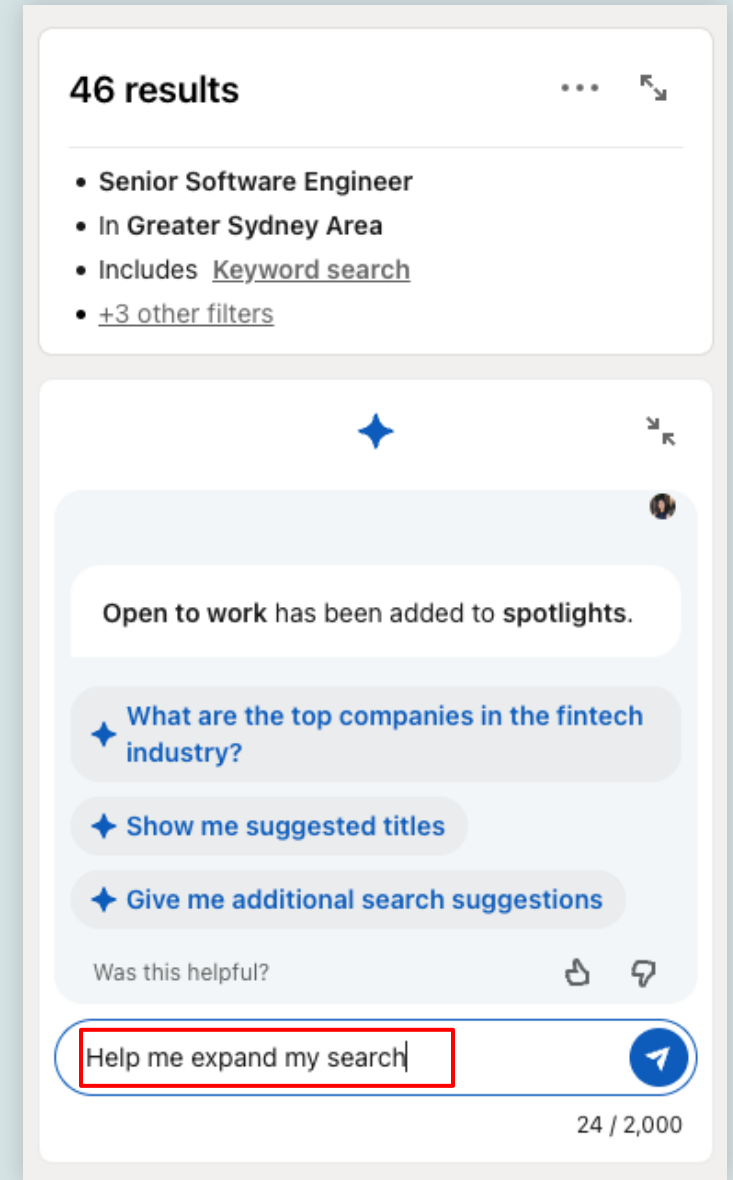 46 results
• Senior Software Engineer
• In Greater Sydney Area
• Includes Keyword search
• +3 other filters
Open to work has been added to spotlights.
What are the top companies in the fintech
industry?
Show me suggested titles
Give me additional search suggestions
Was this helpful?
Help me expand my search
24 / 2,000